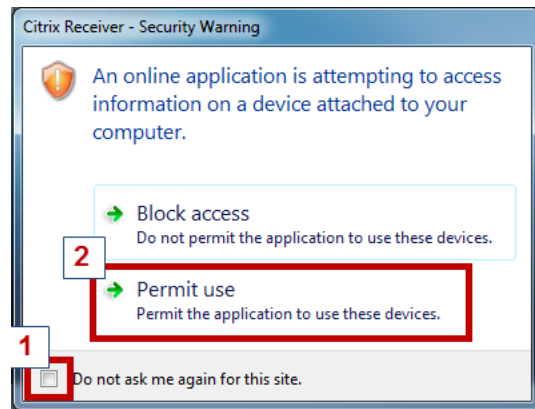 Citrix Receiver - Security Warning
An online application is attempting to access
information on a device attached to your
computer.
Block access
Do not permit the application to use these devices.
2
Permit use
Permit the application to use these devices.
1
Do not ask me again for this site.